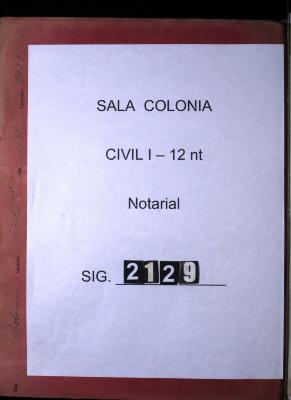 SALA COLONIA
CIVIL I – 12 nt
Notarial
SIG. 2129